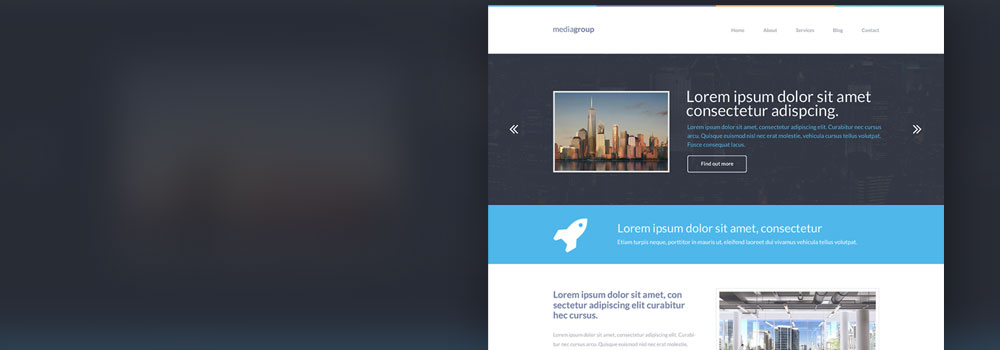 mediagroup
Home About Services Blog Contact
Lorem ipsum dolor sit amet
consectetur adispcing.
Lorem ipsum dolor sit amet, consectetur adipiscing elit. Curabitur nec cursus
arcu. Quisque euismod nisi nec erat molestie, vehicula cursus tellus volutpat.
Fusce consequat lacus.
Find out more
Lorem ipsum dolor sit amet, consectetur
Etiam turpis neque, porttitor in mauris ut, eleifend laoreet dui vivamus vehicula tellus volutpat.
Lorem ipsum dolor sit amet, con
sectetur adipiscing elit curabitur
hec cursus.
Lorem ipsum dolor sit amet, consectetur adipiscing elit. Curabi
tur nec cursus arcu. Quisque euismod nisi nec erat molestie,